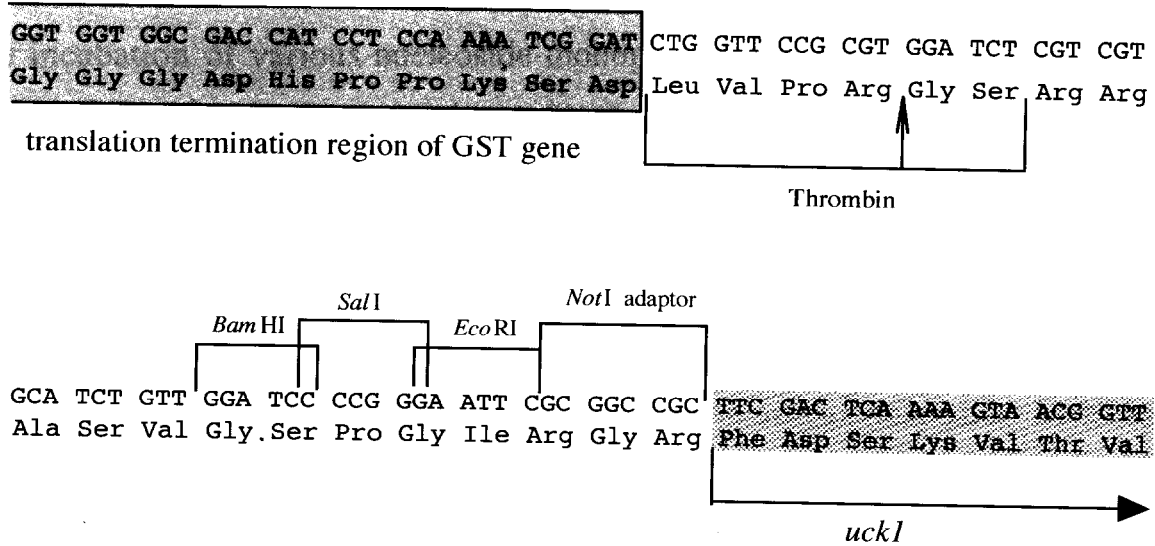 GGT GGT GGC GAC CAT CCT CCA AAA TCG GAT CTG GTT CCG CGT GGA TCT CGT CGT
Gly Gly Gly Asp His Pro Pro Lys Ser Asp Leu Val Pro Arg Gly Ser Arg Arg
translation termination region of GST gene
Thrombin
BamHI
SalI
EcoRI
NotI adaptor
GCA TCT GTT GGA TCC CCG GGA ATT CGC GGC CGC TTC GAC TCA AAA GTA ACG GTT
Ala Ser Val Gly.Ser Pro Gly Ile Arg Gly Arg Phe Asp Ser Lys Val Thr Val
uck1